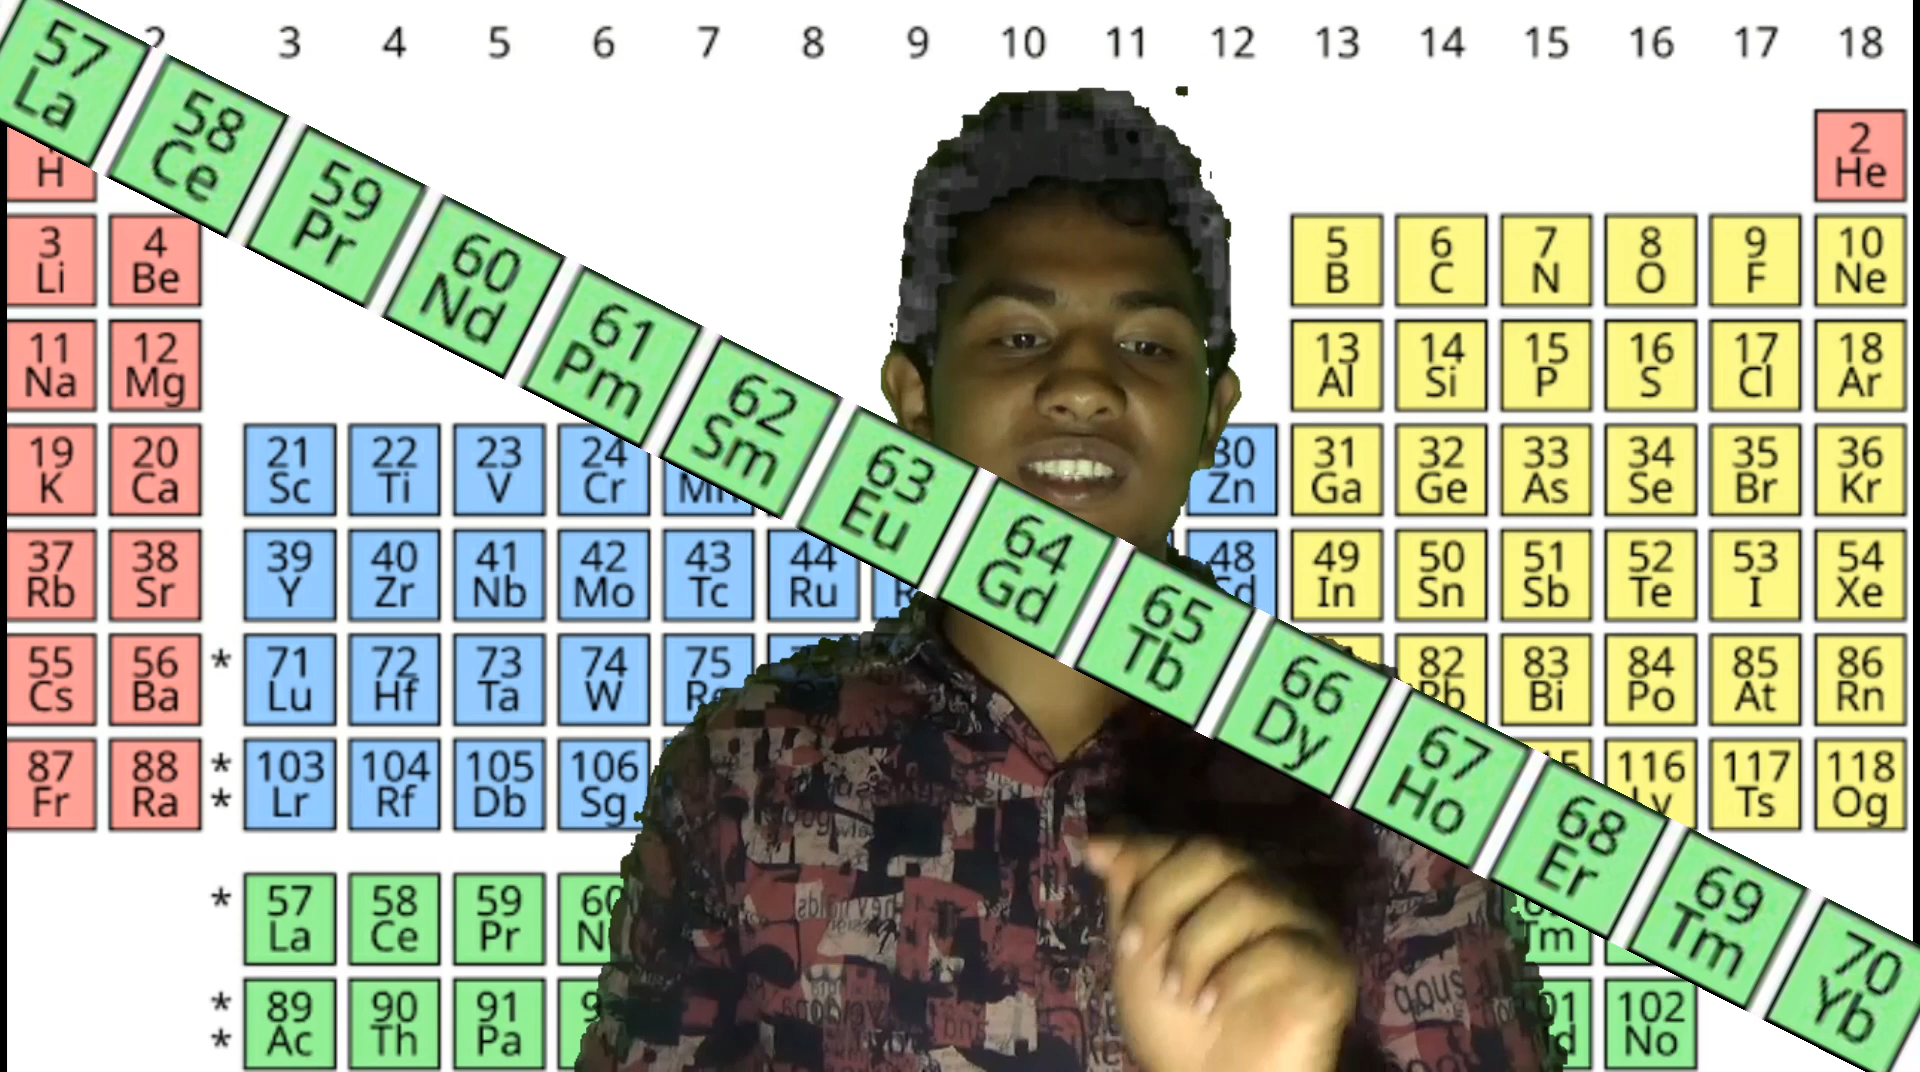 2 3 4 5 6 7 8 9 10 11 12 13 14 15 16 17 18
57 La
58 Ce
59 Pr
60 Nd
61 Pm
62 Sm
63 Eu
64 Gd
65 Tb
66 Dy
67 Ho
68 Er
69 Tm
70 Yb
H
2
He
3 4 5 6 7 8 9 10
Li Be B C N O F Ne
11 12 13 14 15 16 17 18
Na Mg Al Si P S Cl Ar
19 20 21 22 23 24 30 31 32 33 34 35 36
K Ca Sc Ti V Cr Mn Zn Ga Ge As Se Br Kr
37 38 39 40 41 42 43 44 48 49 50 51 52 53 54
Rb Sr Y Zr Nb Mo Tc Ru Cd In Sn Sb Te I Xe
55 56 * 71 72 73 74 75 82 83 84 85 86
Cs Ba Lu Hf Ta W Re Pb Bi Po At Rn
87 88 * 103 104 105 106 116 117 118
Fr Ra * Lr Rf Db Sg Lv Ts Og
* 57 58 59 60
La Ce Pr N Tm
* 89 90 91 9 101 102
* Ac Th Pa d No